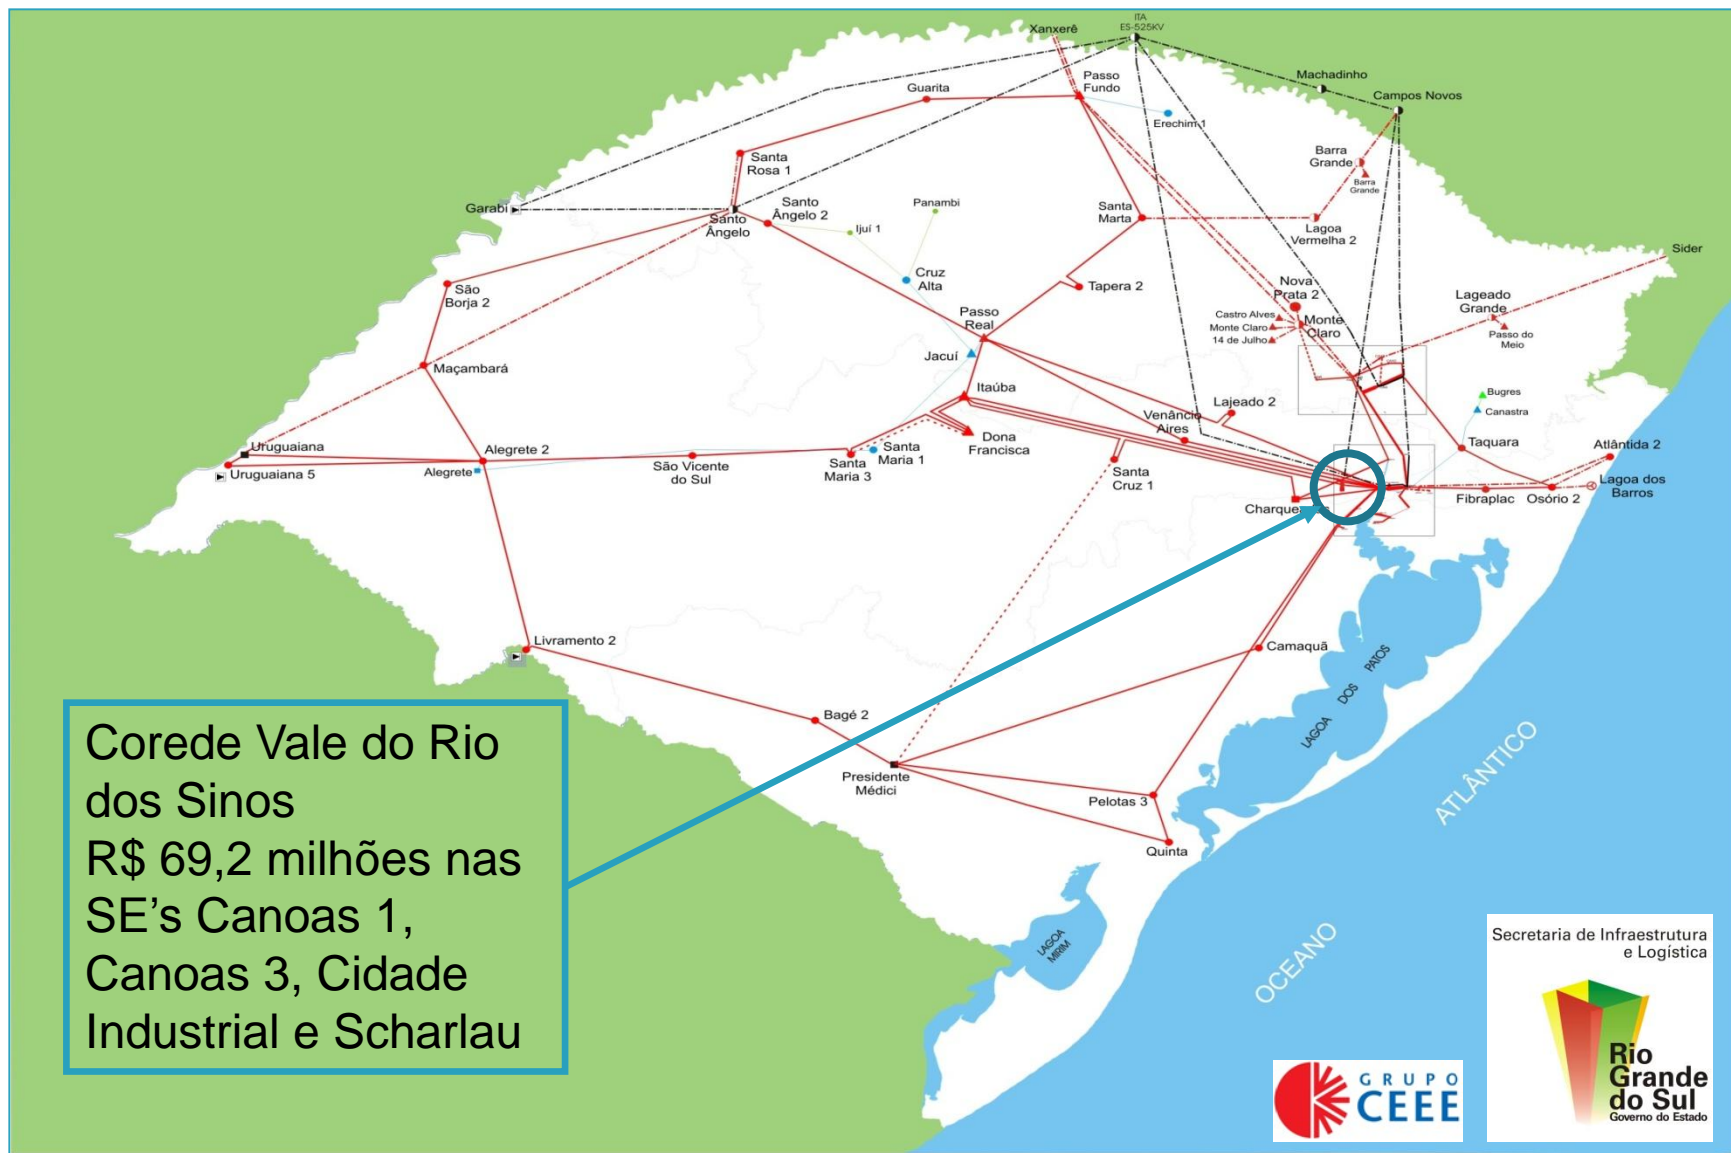 ITA
ES-525KV
Xanxerê
Machadinho
Passo
Fundo
Guarita
Campos Novos
Erechim 1
Barra
Grande
Barra
Grande
Santa
Rosa 1
Garabi
Santo
Ângelo
Santo
Ângelo 2
Panambi
Ijuí 1
Santa
Marta
Lagoa
Vermelha 2
Sider
Cruz
Alta
São
Borja 2
Tapera 2
Nova
Prata 2
Lageado
Grande
Castro Alves
Monte Claro
14 de Julho
Monte
Claro
Passo do
Meio
Passo
Real
Jacuí
Maçambará
Itaúba
Bugres
Canastra
Lajeado 2
Venâncio
Aires
Dona
Francisca
Taquara
Atlântida 2
Uruguaiana
Uruguaiana 5
Alegrete 2
Alegrete
São Vicente
do Sul
Santa
Maria 3
Santa
Maria 1
Santa
Cruz 1
Fibraplac
Osório 2
Lagoa dos
Barros
Livramento 2
Camaquã
LAGOA DOS PATOS
Bagé 2
Presidente
Médici
Pelotas 3
Quinta
LAGOA
MIRIM
OCEANO ATLÂNTICO
Corede Vale do Rio
dos Sinos
R$ 69,2 milhões nas
SE’s Canoas 1,
Canoas 3, Cidade
Industrial e Scharlau
GRUPO
CEEE
Secretaria de Infraestrutura
e Logística
Rio
Grande
do Sul
Governo do Estado